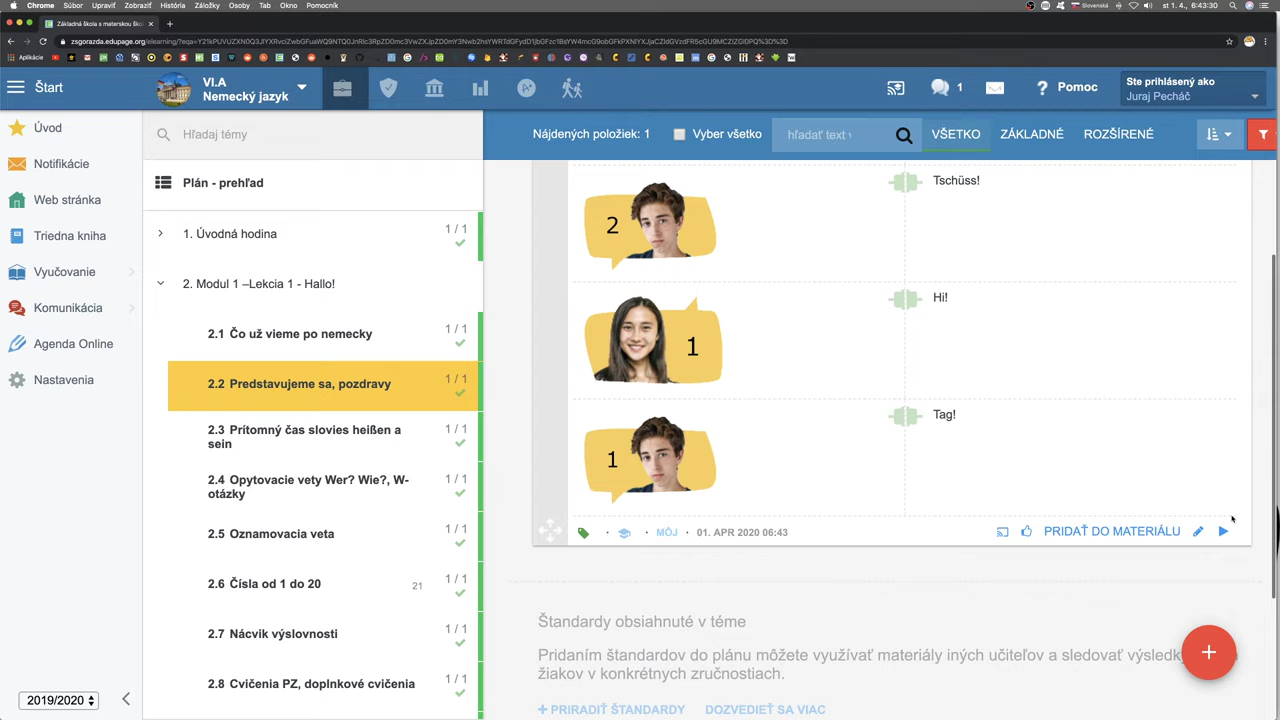 Chrome Súbor Upraviť Zobraziť História Záložky Osoby Tab Okno Pomocník
Slovenská st 1. 4., 6:43:30
Základná škola s materskou ško
Aplikácie
Štart
VI.A
Nemecký jazyk
1
Pomoc
Ste prihlásený ako
Juraj Pecháč
Úvod
Notifikácie
Web stránka
Triedna kniha
Vyučovanie
Komunikácia
Agenda Online
Nastavenia
2019/2020
Hľadaj témy
Plán - prehľad
1. Úvodná hodina 1 / 1
2. Modul 1 –Lekcia 1 - Hallo!
2.1 Čo už vieme po nemecky 1 / 1
2.2 Predstavujeme sa, pozdravy 1 / 1
2.3 Prítomný čas slovies heißen a sein 1 / 1
2.4 Opytovacie vety Wer? Wie?, W-otázky 1 / 1
2.5 Oznamovacia veta 1 / 1
2.6 Čísla od 1 do 20 21 1 / 1
2.7 Nácvik výslovnosti 1 / 1
2.8 Cvičenia PZ, doplnkové cvičenia 1 / 1
Nájdených položiek: 1 Vyber všetko hľadať text v VŠETKO ZÁKLADNÉ ROZŠÍRENÉ
2 Tschüss!
1 Hi!
1 Tag!
MÔJ · 01. APR 2020 06:43 PRIDAŤ DO MATERIÁLU
Štandardy obsiahnuté v téme
Pridaním štandardov do plánu môžete využívať materiály iných učiteľov a sledovať výsledk
žiakov v konkrétnych zručnostiach.
+ PRIRADIŤ ŠTANDARDY DOZVEDIEŤ SA VIAC
+